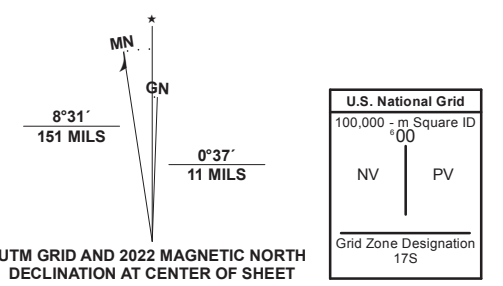 ★
MN
GN
8°31´
151 MILS
0°37´
11 MILS
UTM GRID AND 2022 MAGNETIC NORTH
DECLINATION AT CENTER OF SHEET
U.S. National Grid
100,000 - m Square ID
⁶00
NV PV
Grid Zone Designation
17S